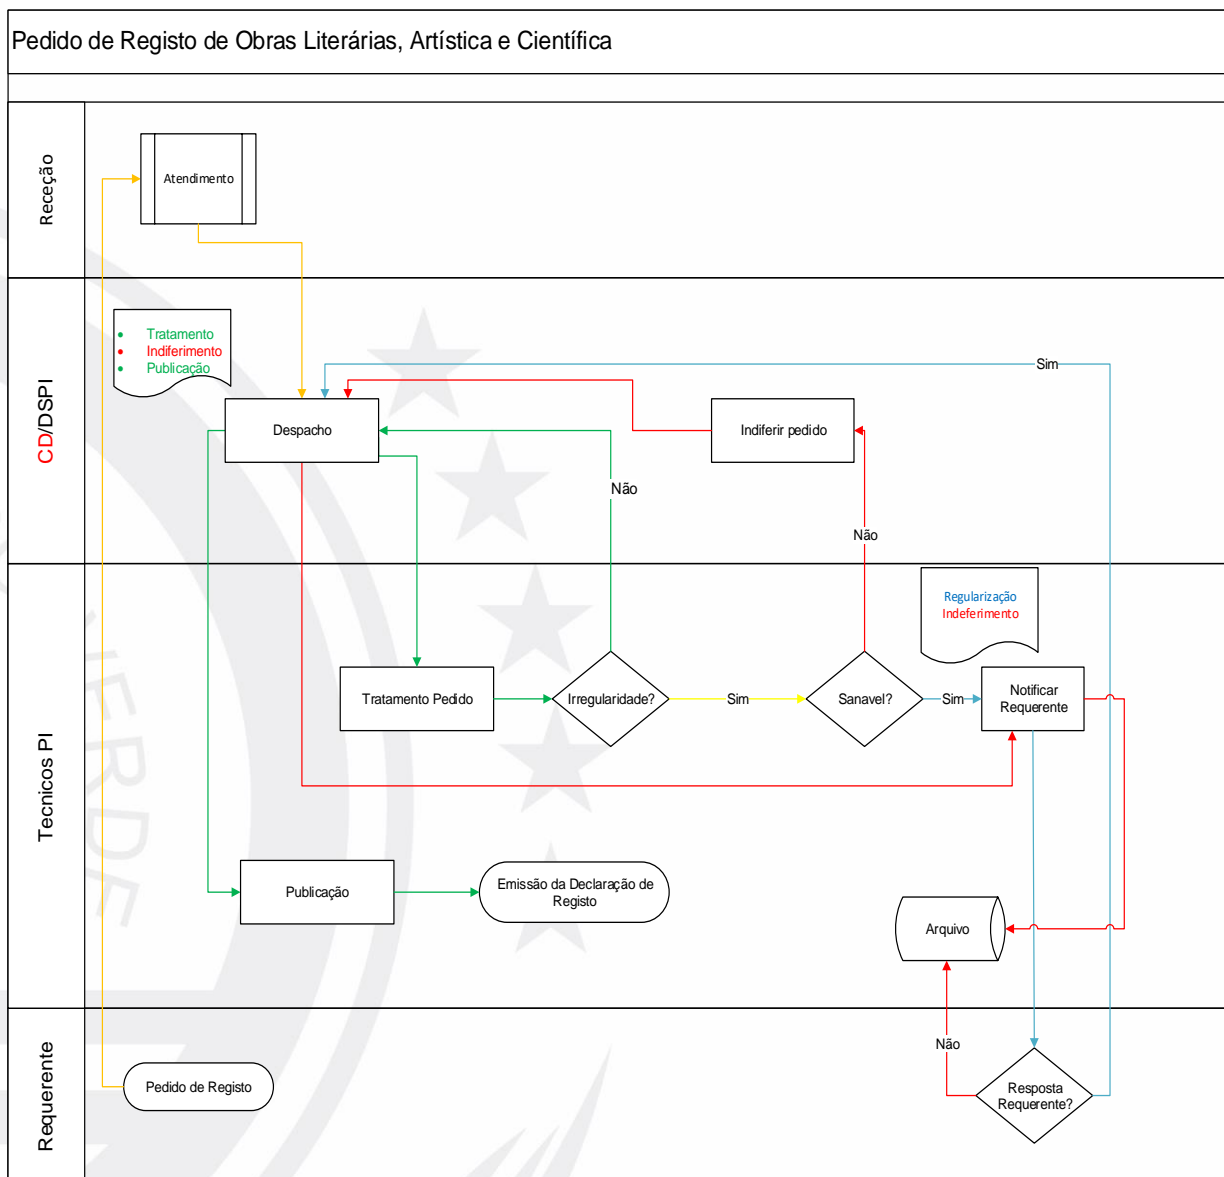 Pedido de Registo de Obras Literárias, Artística e Científica
Receção
Atendimento
CD/DSPI
Tratamento
Indiferimento
Publicação
Sim
Despacho
Indiferir pedido
Não
Não
Tecnicos PI
Regularização
Indeferimento
Tratamento Pedido
Irregularidade?
Sim
Sanavel?
Sim
Notificar
Requerente
Publicação
Emissão da Declaração de
Registo
Arquivo
Requerente
Não
Pedido de Registo
Resposta
Requerente?